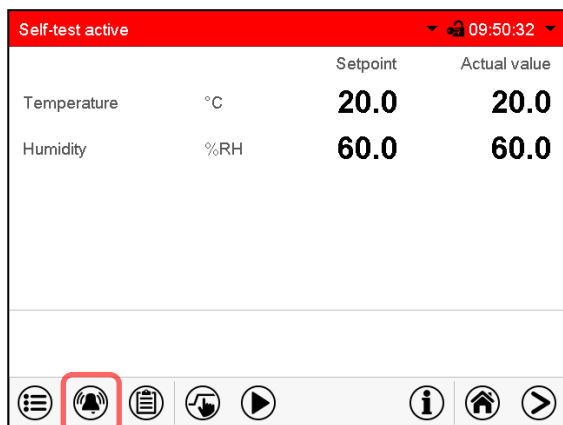 Self-test active 09:50:32
Setpoint Actual value
Temperature °C 20.0 20.0
Humidity %RH 60.0 60.0